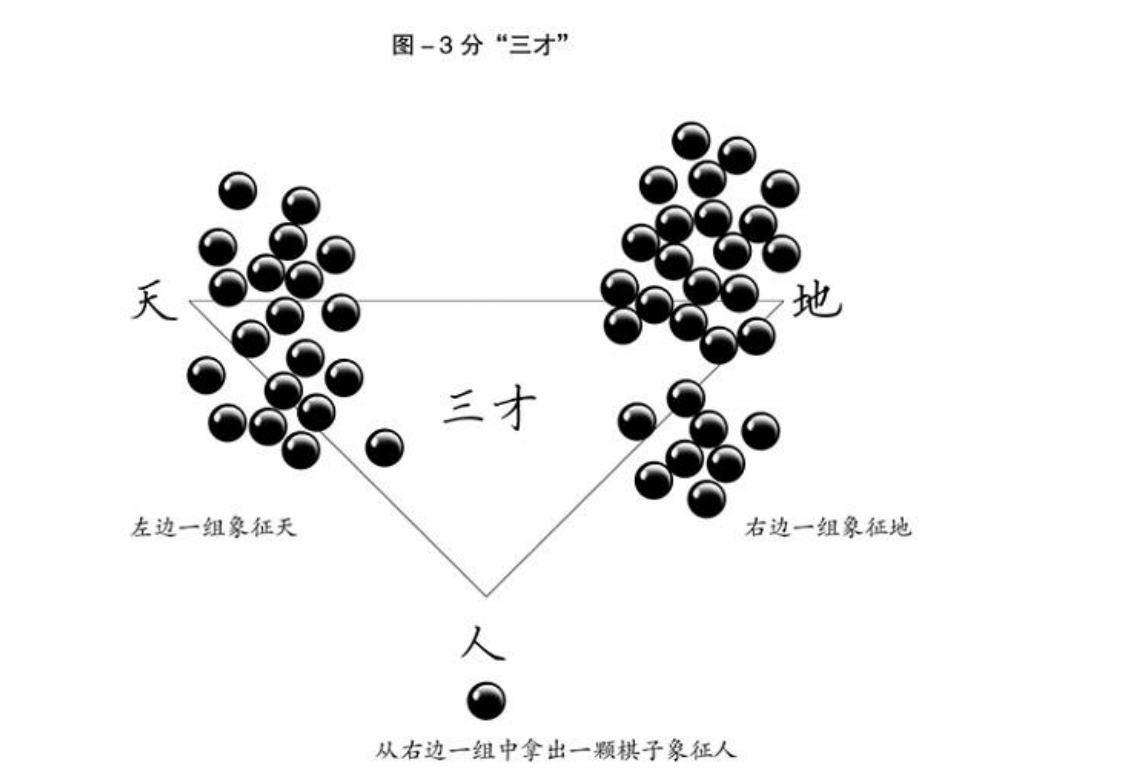 图-3 分“三才”
天
地
三才
左边一组象征天
右边一组象征地
人
从右边一组中拿出一颗棋子象征人